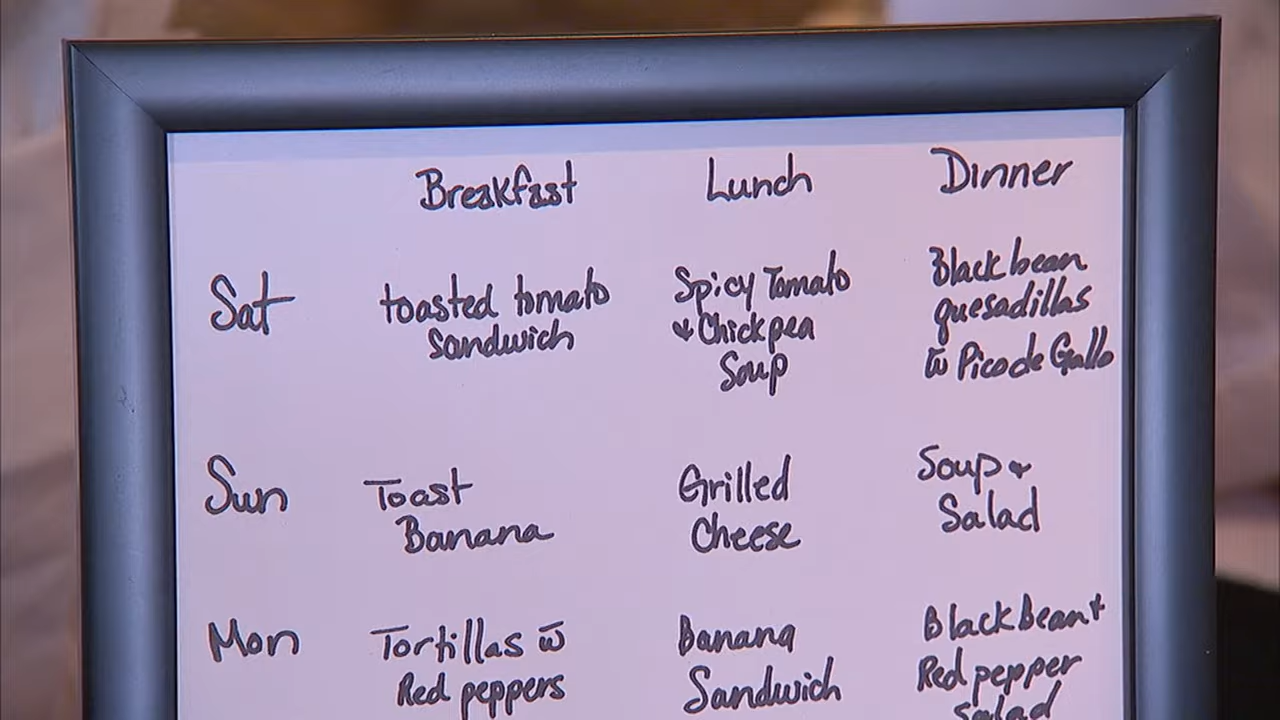 Breakfast Lunch Dinner
Sat
toasted tomato
sandwich
Spicy Tomato
& Chickpea
Soup
Black bean
quesadillas
w̄ Pico de Gallo
Sun
Toast
Banana
Grilled
Cheese
Soup &
Salad
Mon
Tortillas w̄
Red peppers
Banana
Sandwich
Black Bean +
Red pepper
Salad